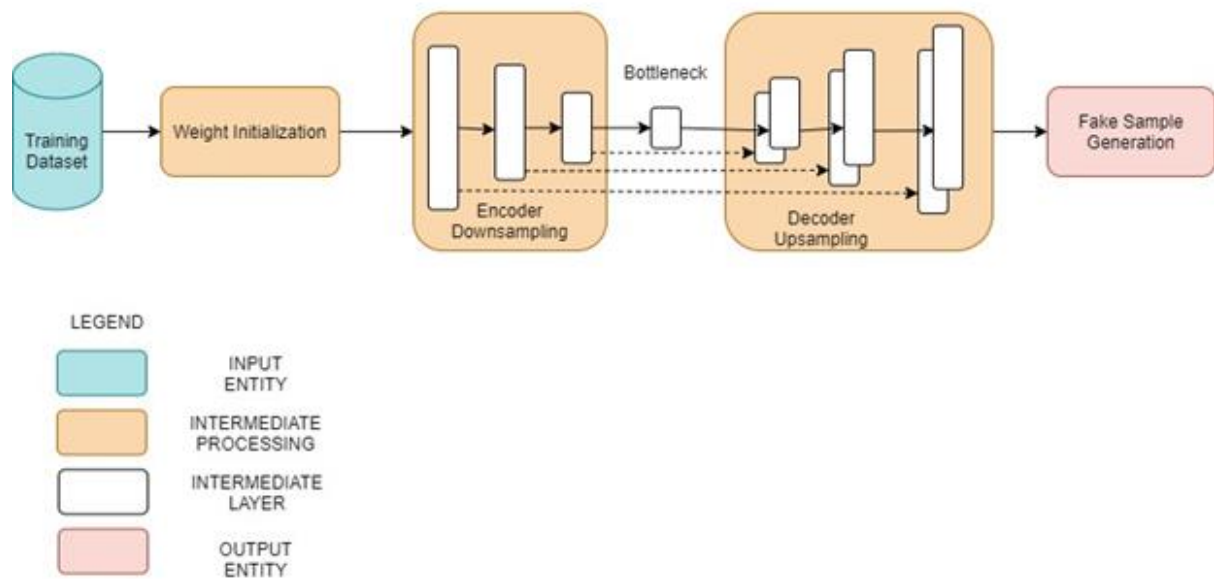 Training
Dataset
Weight Initialization
Encoder
Downsampling
Bottleneck
Decoder
Upsampling
Fake Sample
Generation
LEGEND
INPUT
ENTITY
INTERMEDIATE
PROCESSING
INTERMEDIATE
LAYER
OUTPUT
ENTITY